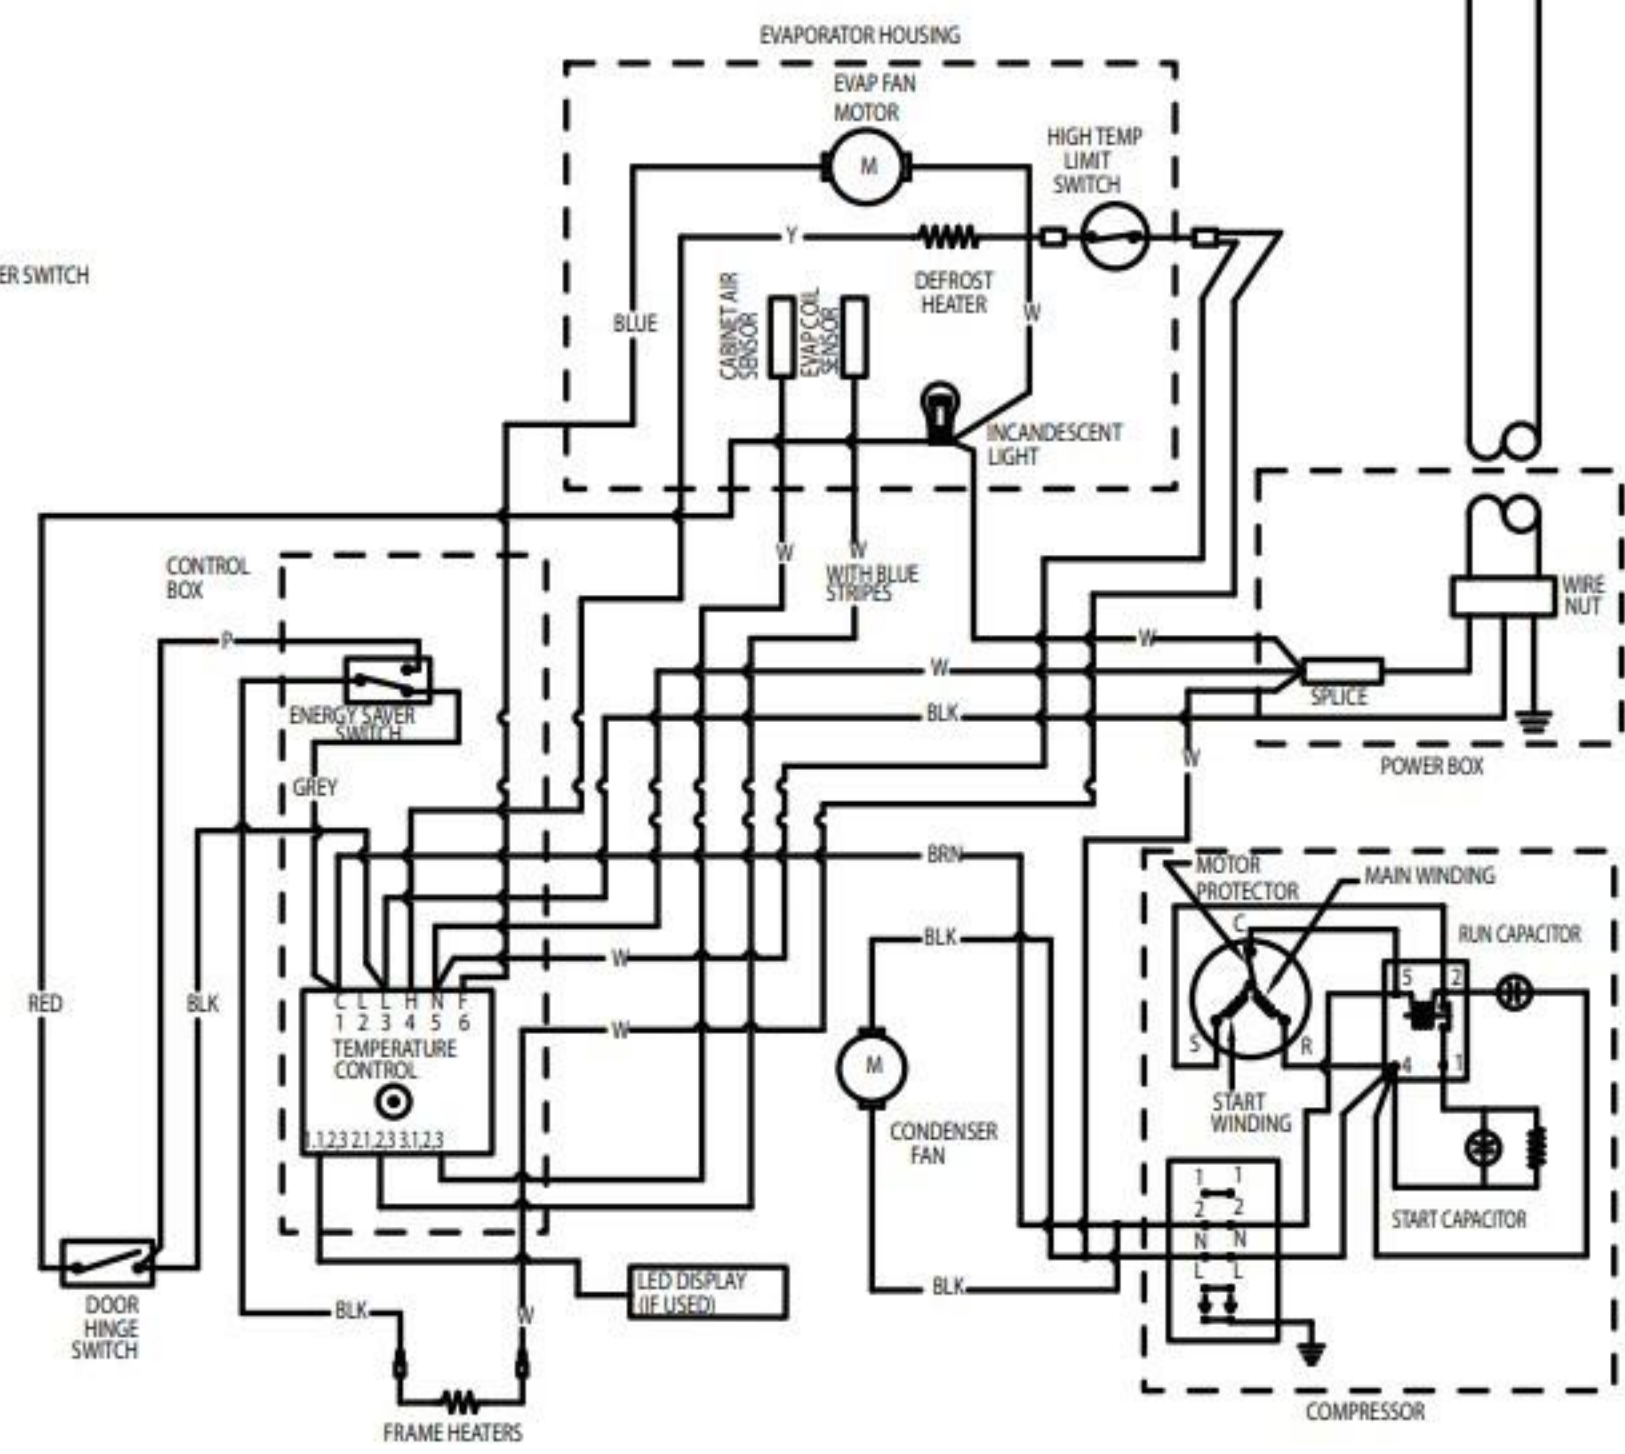 EVAPORATOR HOUSING
EVAP FAN
MOTOR
M
HIGH TEMP
LIMIT
SWITCH
Y
ER SWITCH
DEFROST
HEATER
CABINET AIR
SENSOR
EVAP COIL
SENSOR
BLUE
W
INCANDESCENT
LIGHT
CONTROL
BOX
W
W
WITH BLUE
STRIPES
WIRE
NUT
P
W
W
SPLICE
ENERGY SAVER
SWITCH
BLK
W
POWER BOX
GREY
BRN
MOTOR
PROTECTOR
MAIN WINDING
C
RUN CAPACITOR
BLK
W
5 2
RED
BLK
C L L H N F
1 2 3 4 5 6
W
TEMPERATURE
CONTROL
S R
4 1
M
START
WINDING
1.1,2,3 2.1,2,3 3.1,2,3
CONDENSER
FAN
1 1
2 2
N N
L L
START CAPACITOR
LED DISPLAY
(IF USED)
BLK
DOOR
HINGE
SWITCH
BLK
W
FRAME HEATERS
COMPRESSOR